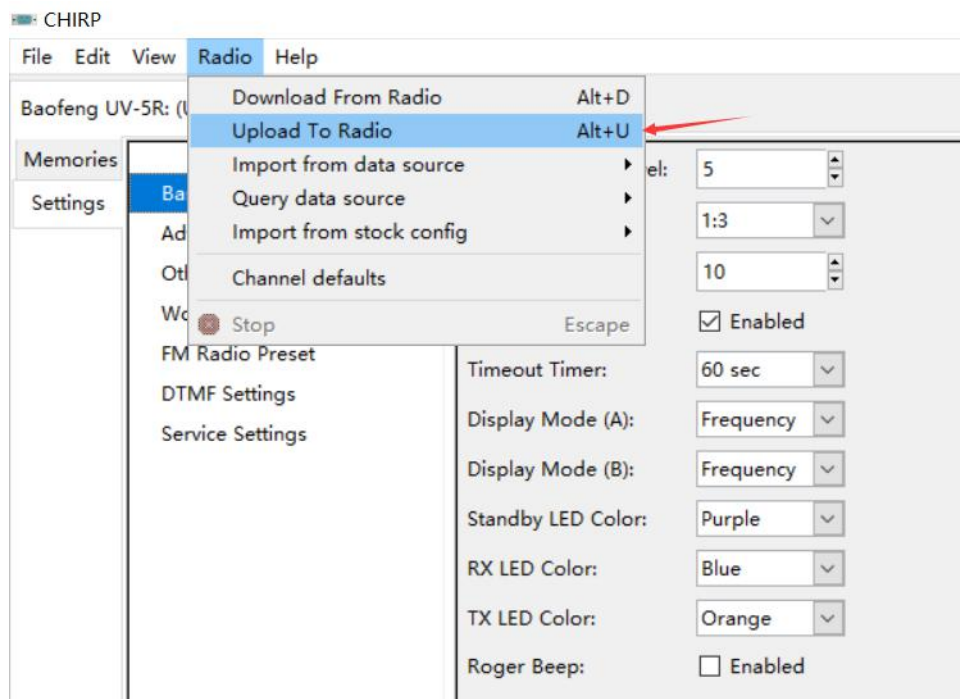 CHIRP
File Edit View Radio Help
Baofeng UV-5R:
Download From Radio Alt+D
Upload To Radio Alt+U
Import from data source
Query data source
Import from stock config
Channel defaults
Stop Escape
Memories
Settings
FM Radio Preset
DTMF Settings
Service Settings
5
1:3
10
Enabled
Timeout Timer: 60 sec
Display Mode (A): Frequency
Display Mode (B): Frequency
Standby LED Color: Purple
RX LED Color: Blue
TX LED Color: Orange
Roger Beep: Enabled